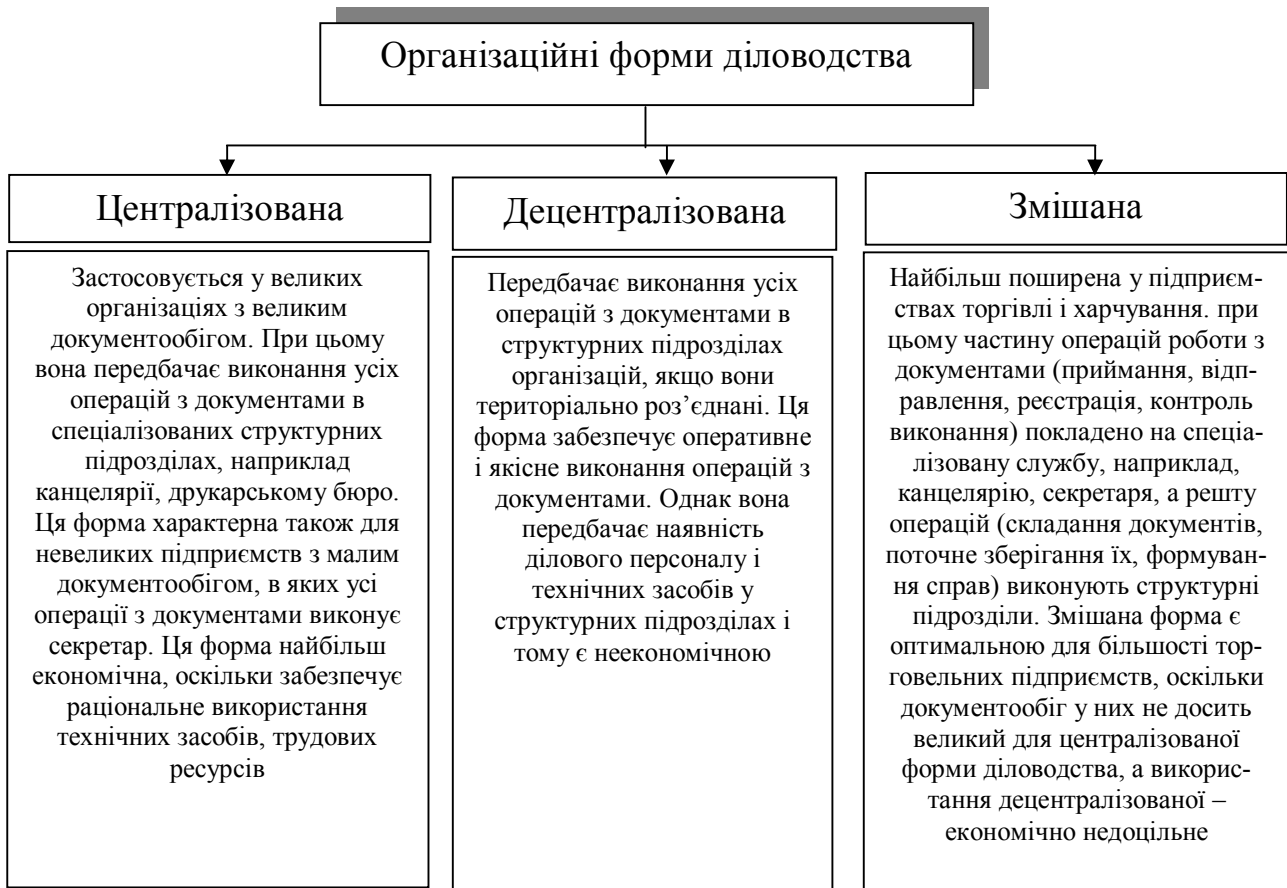 Організаційні форми діловодства
Централізована
Застосовується у великих
організаціях з великим
документообігом. При цьому
вона передбачає виконання усіх
операцій з документами в
спеціалізованих структурних
підрозділах, наприклад
канцелярії, друкарському бюро.
Ця форма характерна також для
невеликих підприємств з малим
документообігом, в яких усі
операції з документами виконує
секретар. Ця форма найбільш
економічна, оскільки забезпечує
раціональне використання
технічних засобів, трудових
ресурсів
Децентралізована
Передбачає виконання усіх
операцій з документами в
структурних підрозділах
організацій, якщо вони
територіально роз’єднані. Ця
форма забезпечує оперативне
і якісне виконання операцій з
документами. Однак вона
передбачає наявність
ділового персоналу і
технічних засобів у
структурних підрозділах і
тому є неекономічною
Змішана
Найбільш поширена у підприєм-
ствах торгівлі і харчування. при
цьому частину операцій роботи з
документами (приймання, відп-
равлення, реєстрація, контроль
виконання) покладено на спеціа-
лізовану службу, наприклад,
канцелярію, секретаря, а решту
операцій (складання документів,
поточне зберігання їх, формуван-
ня справ) виконують структурні
підрозділи. Змішана форма є
оптимальною для більшості тор-
говельних підприємств, оскільки
документообіг у них не досить
великий для централізованої
форми діловодства, а викорис-
тання децентралізованої –
економічно недоцільне